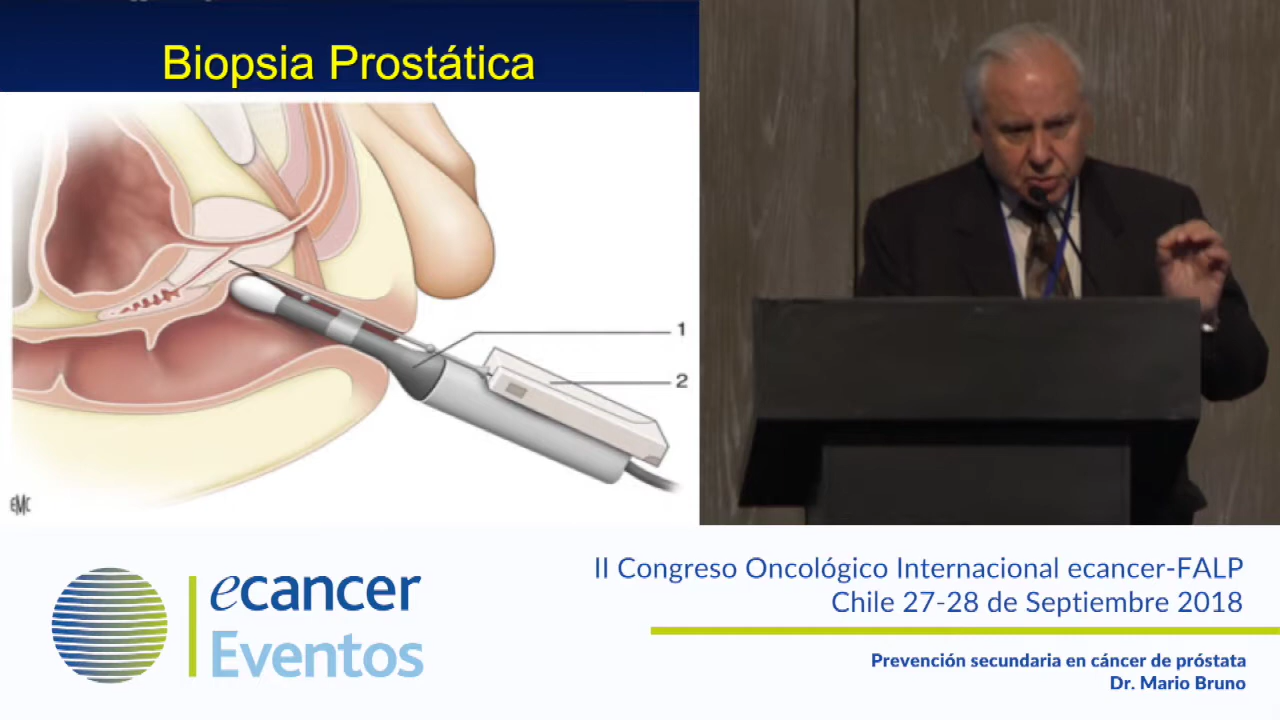 Biopsia Prostática
1
2
EMC
ecancer
Eventos
II Congreso Oncológico Internacional ecancer-FALP
Chile 27-28 de Septiembre 2018
Prevención secundaria en cáncer de próstata
Dr. Mario Bruno